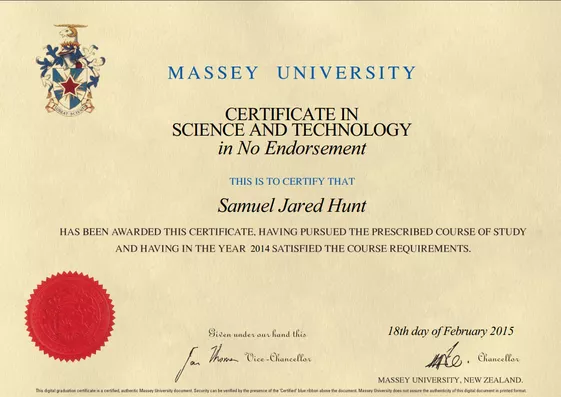 MASSEY UNIVERSITY
CERTIFICATE IN
SCIENCE AND TECHNOLOGY
in No Endorsement
THIS IS TO CERTIFY THAT
Samuel Jared Hunt
HAS BEEN AWARDED THIS CERTIFICATE, HAVING PURSUED THE PRESCRIBED COURSE OF STUDY
AND HAVING IN THE YEAR 2014 SATISFIED THE COURSE REQUIREMENTS.
Given under our hand this
18th day of February 2015
Vice-Chancellor
Chancellor
MASSEY UNIVERSITY, NEW ZEALAND.
This digital graduation certificate is a certified, authentic Massey University document. Security can be verified by the presence of the 'Certified' blue ribbon above the document. Massey University does not assure the authenticity of this digital document in printed format.